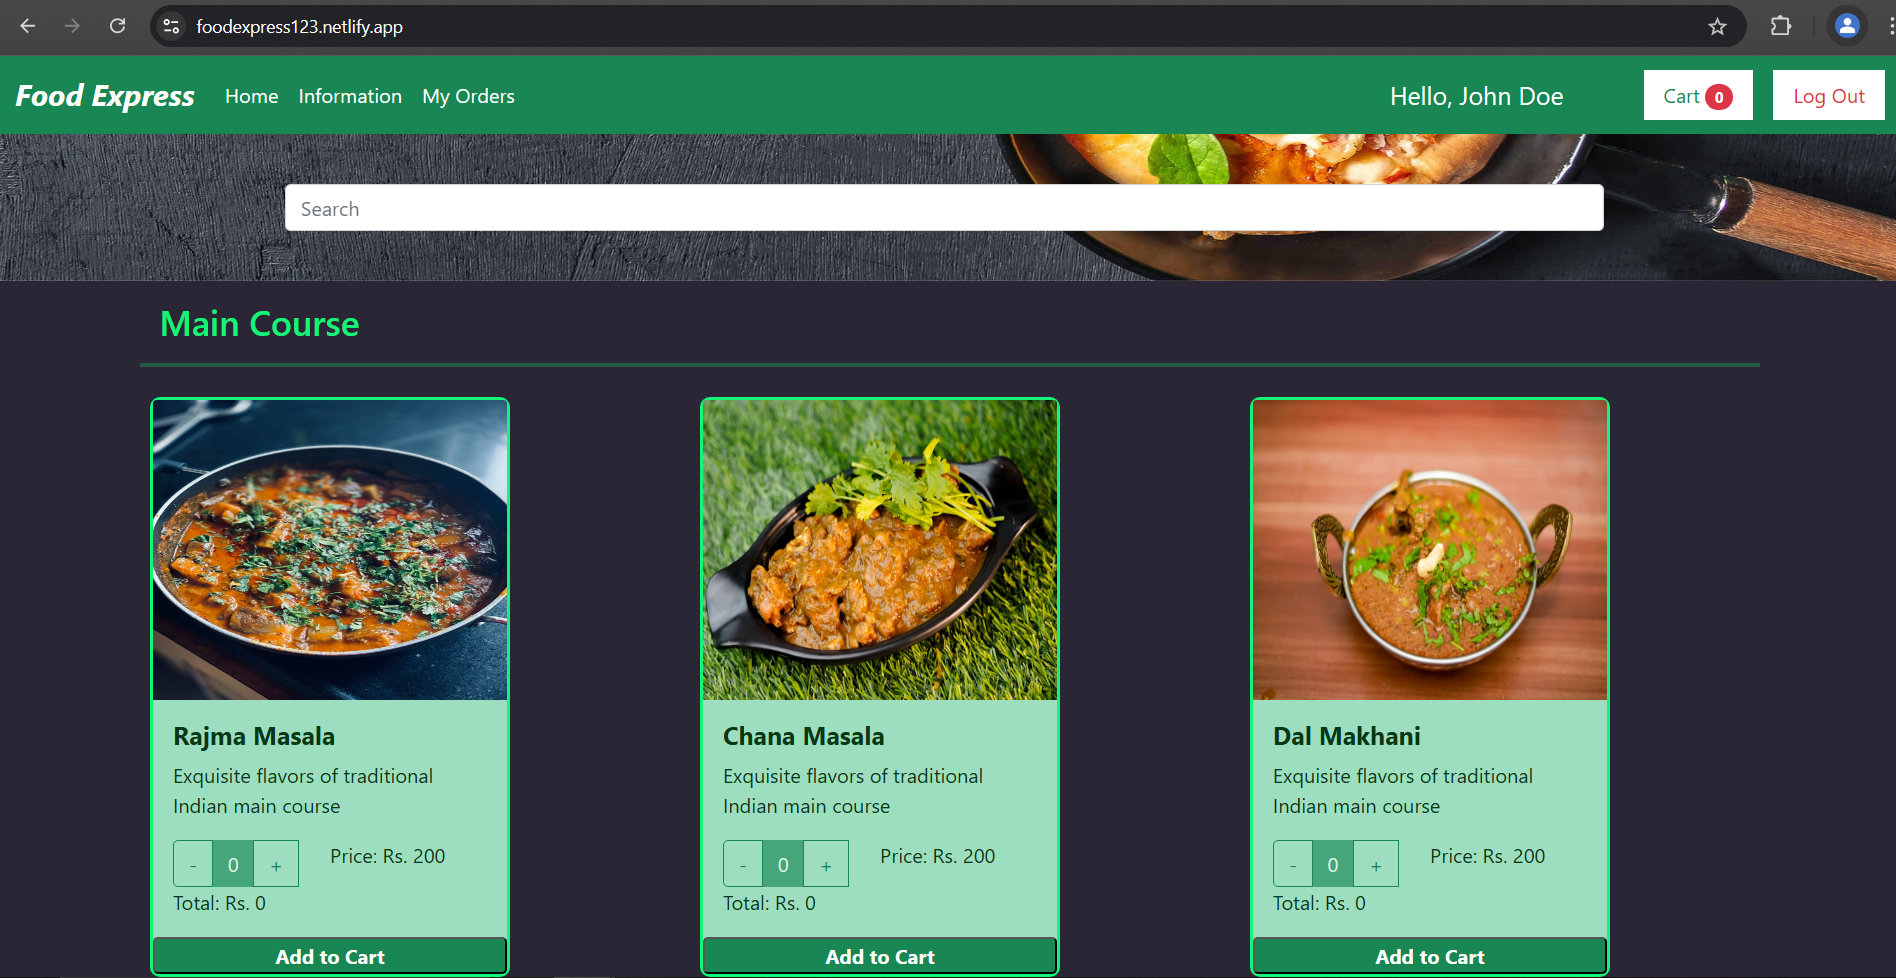 foodexpress123.netlify.app
Food Express Home Information My Orders Hello, John Doe Cart 0 Log Out
Search
Main Course
Rajma Masala
Exquisite flavors of traditional
Indian main course
- 0 + Price: Rs. 200
Total: Rs. 0
Add to Cart
Chana Masala
Exquisite flavors of traditional
Indian main course
- 0 + Price: Rs. 200
Total: Rs. 0
Add to Cart
Dal Makhani
Exquisite flavors of traditional
Indian main course
- 0 + Price: Rs. 200
Total: Rs. 0
Add to Cart